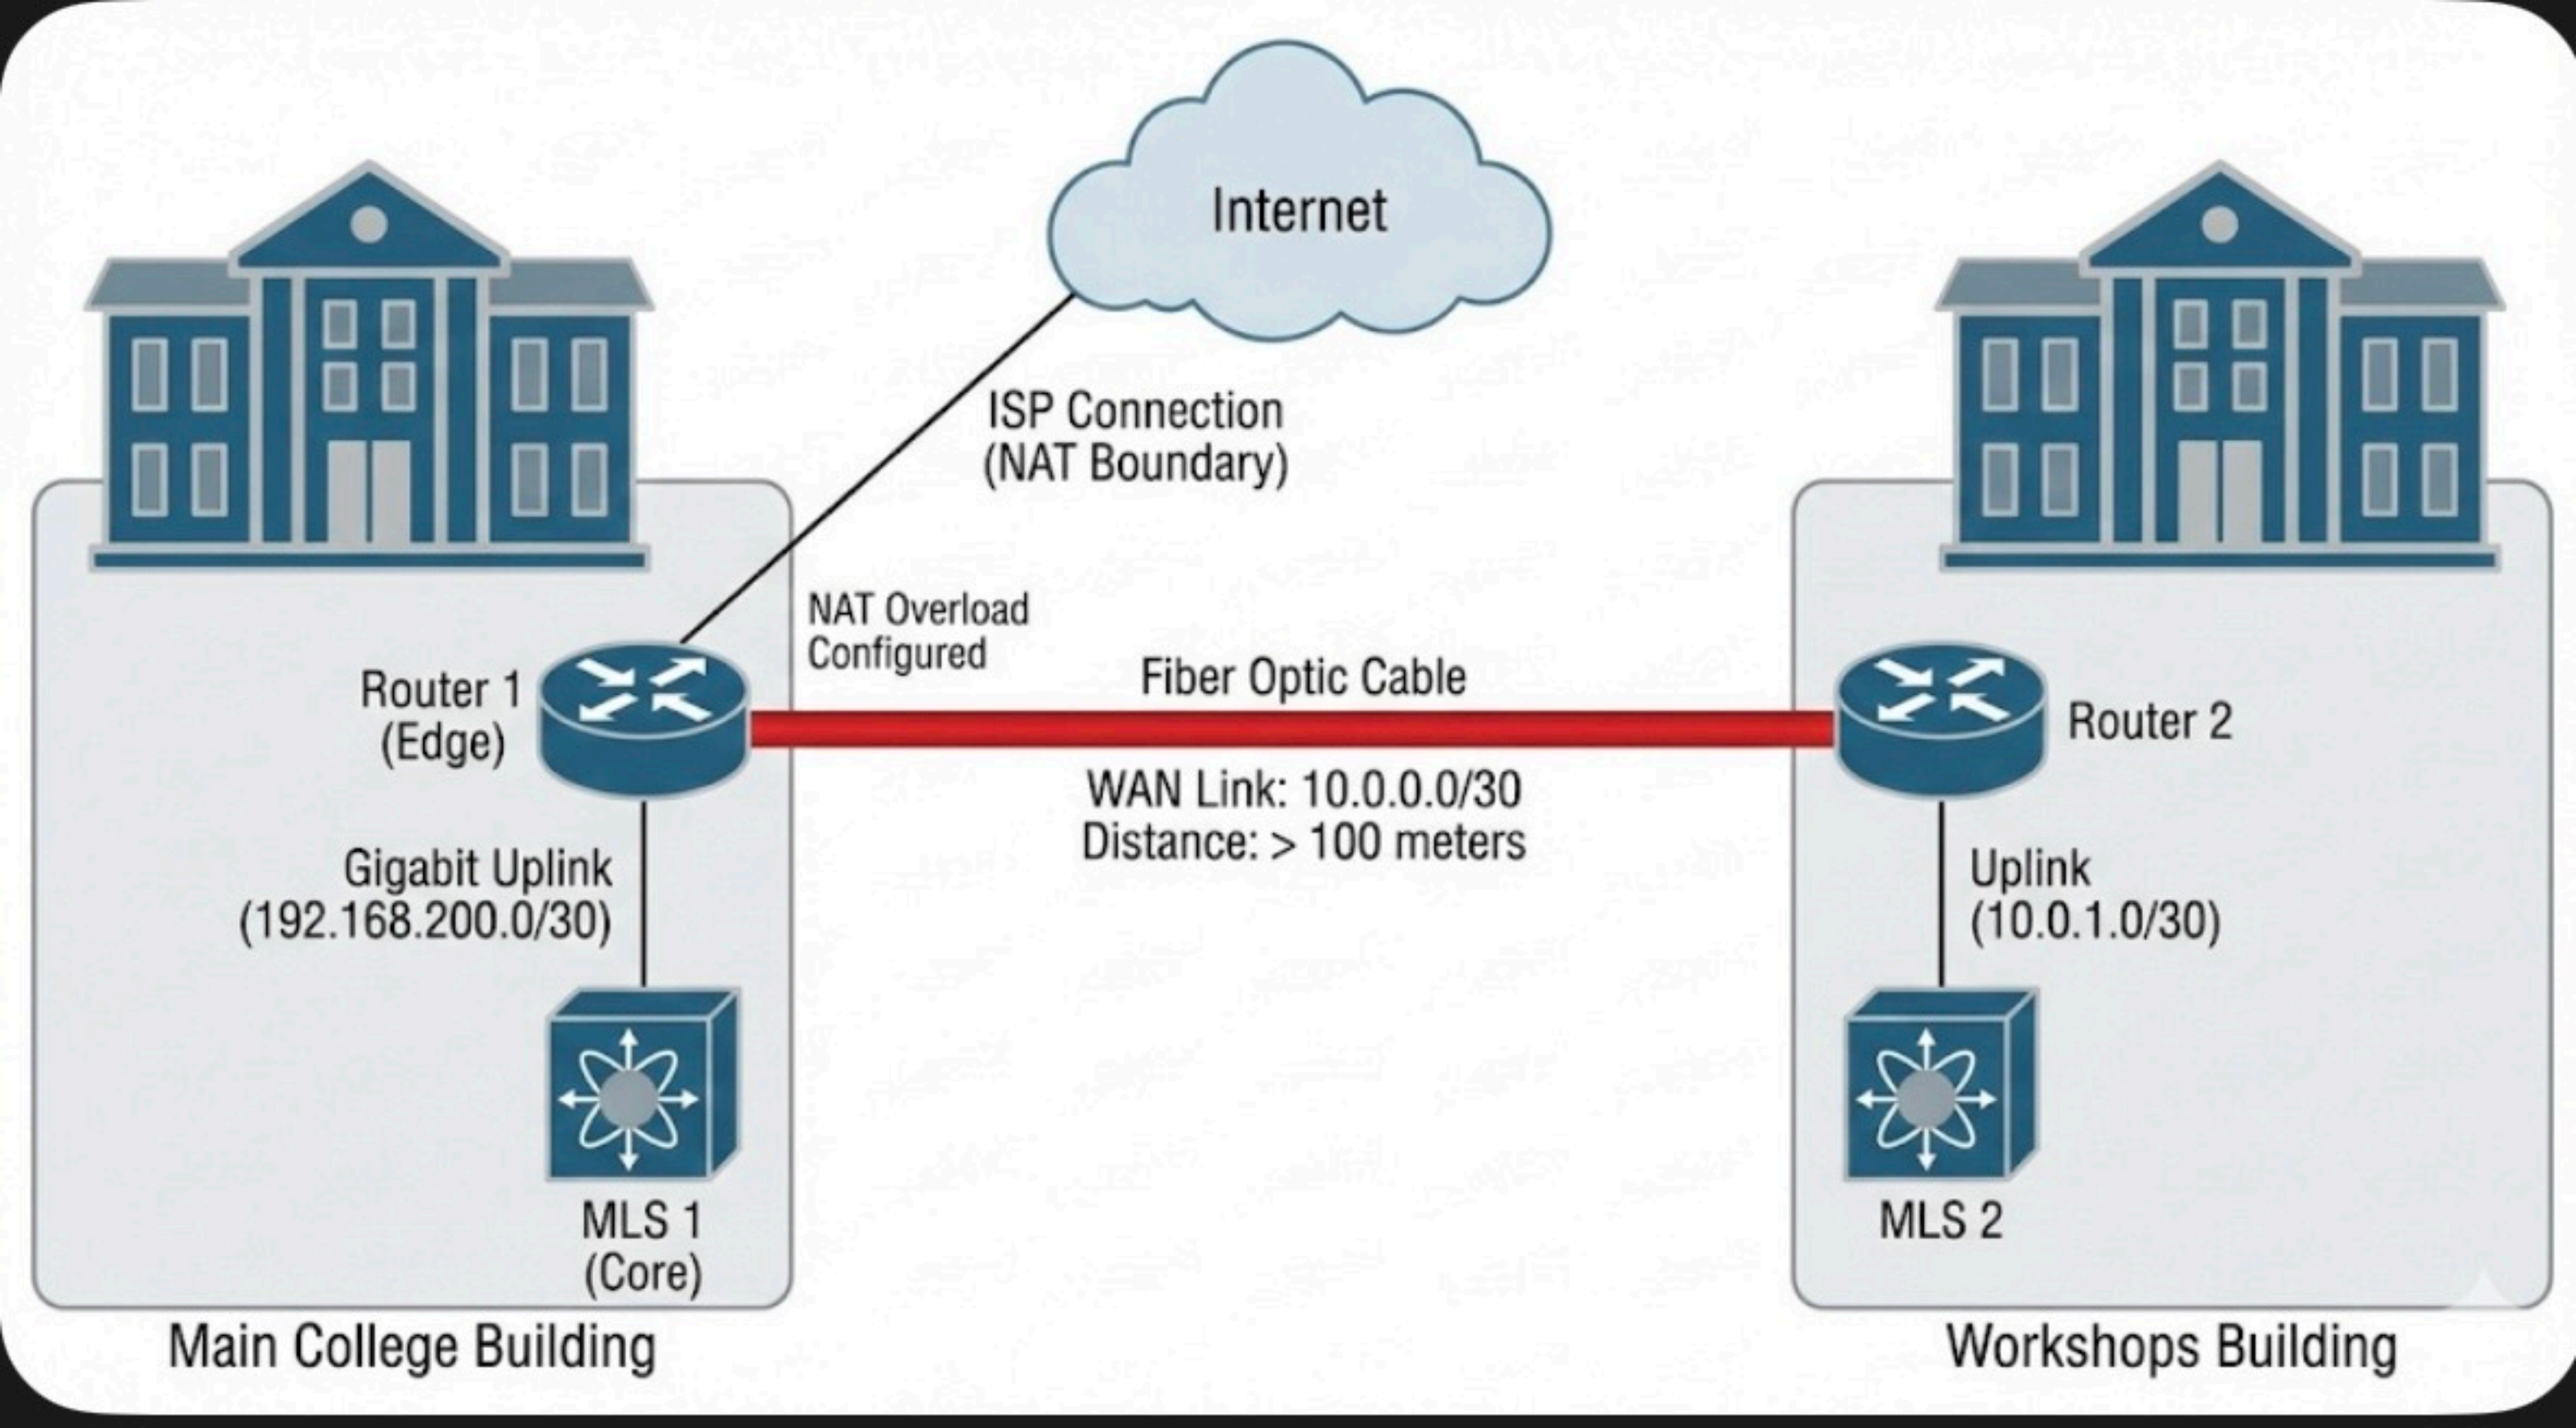 Internet
ISP Connection
(NAT Boundary)
NAT Overload
Configured
Router 1
(Edge)
Fiber Optic Cable
Router 2
WAN Link: 10.0.0.0/30
Distance: > 100 meters
Gigabit Uplink
(192.168.200.0/30)
Uplink
(10.0.1.0/30)
MLS 1
(Core)
MLS 2
Main College Building
Workshops Building